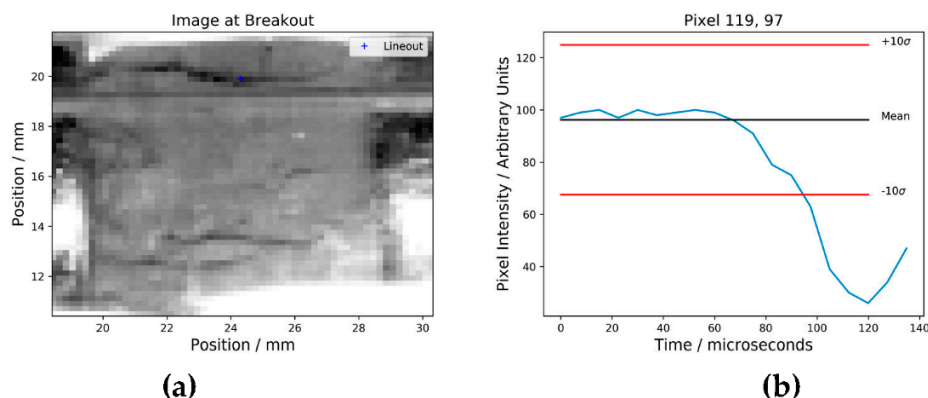 Image at Breakout
Lineout
Position / mm
20
18
16
14
12
20
22
24
26
28
30
Position / mm
(a)
Pixel 119, 97
+10σ
Mean
-10σ
Pixel Intensity / Arbitrary Units
120
100
80
60
40
0
20
40
60
80
100
120
140
Time / microseconds
(b)